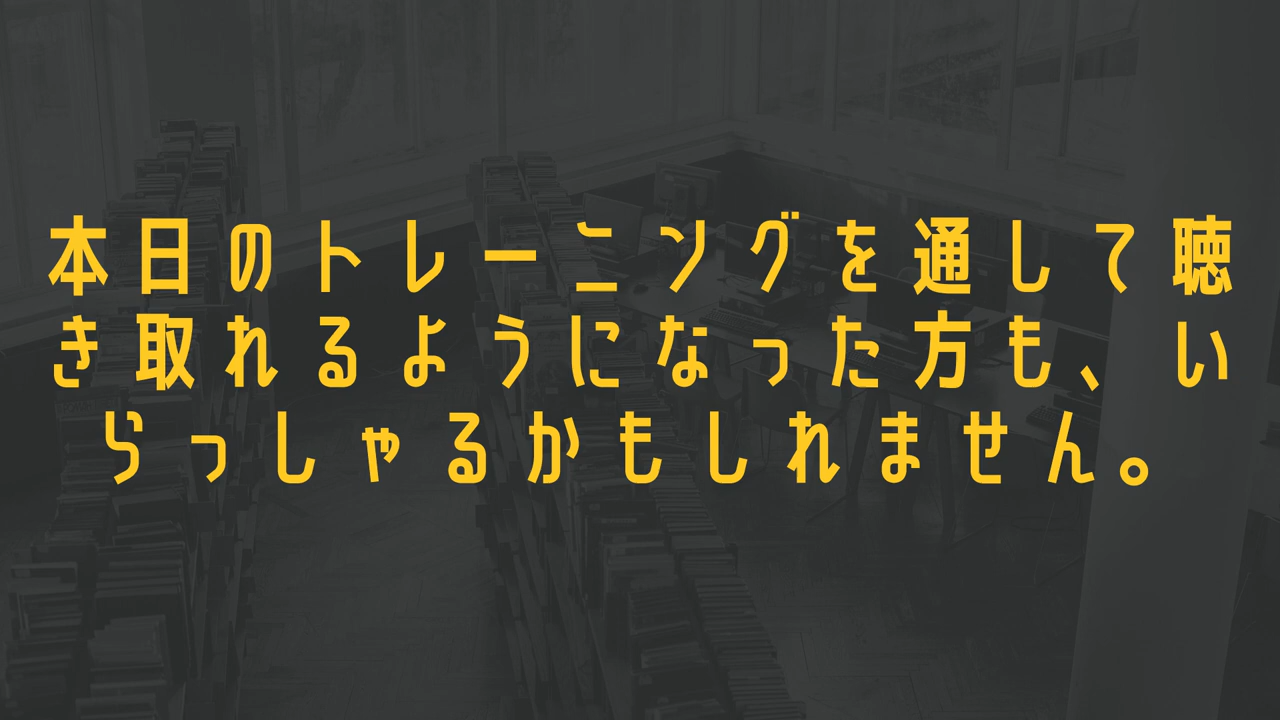 本日のトレーニングを通して聴
き取れるようになった方も、い
らっしゃるかもしれません。